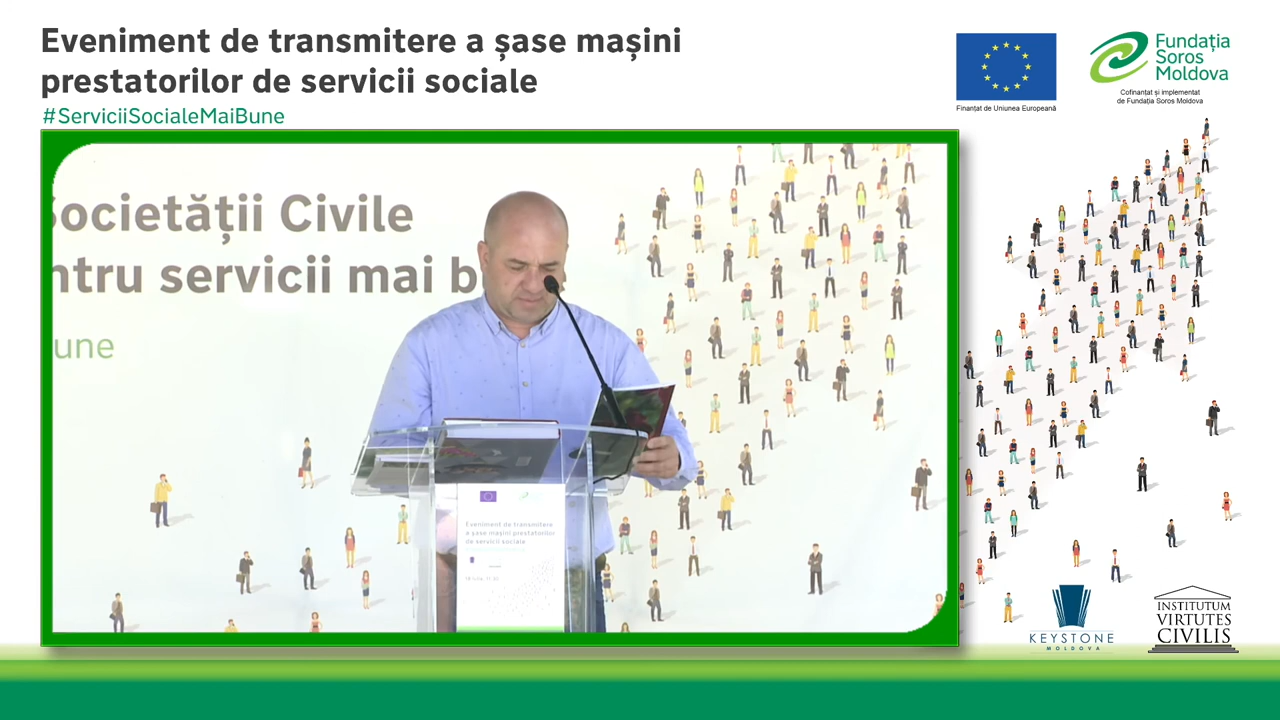 Eveniment de transmitere a șase mașini
prestatorilor de servicii sociale
#ServiciiSocialeMaiBune
Finanțat de Uniunea Europeană
Fundația
Soros
Moldova
Cofinanțat și implementat
de Fundația Soros Moldova
Societății Civile
ntru servicii mai b
une
Eveniment de transmitere
a șase mașini prestatorilor
de servicii sociale
KEYSTONE
MOLDOVA
INSTITUTUM
VIRTUTES
CIVILIS